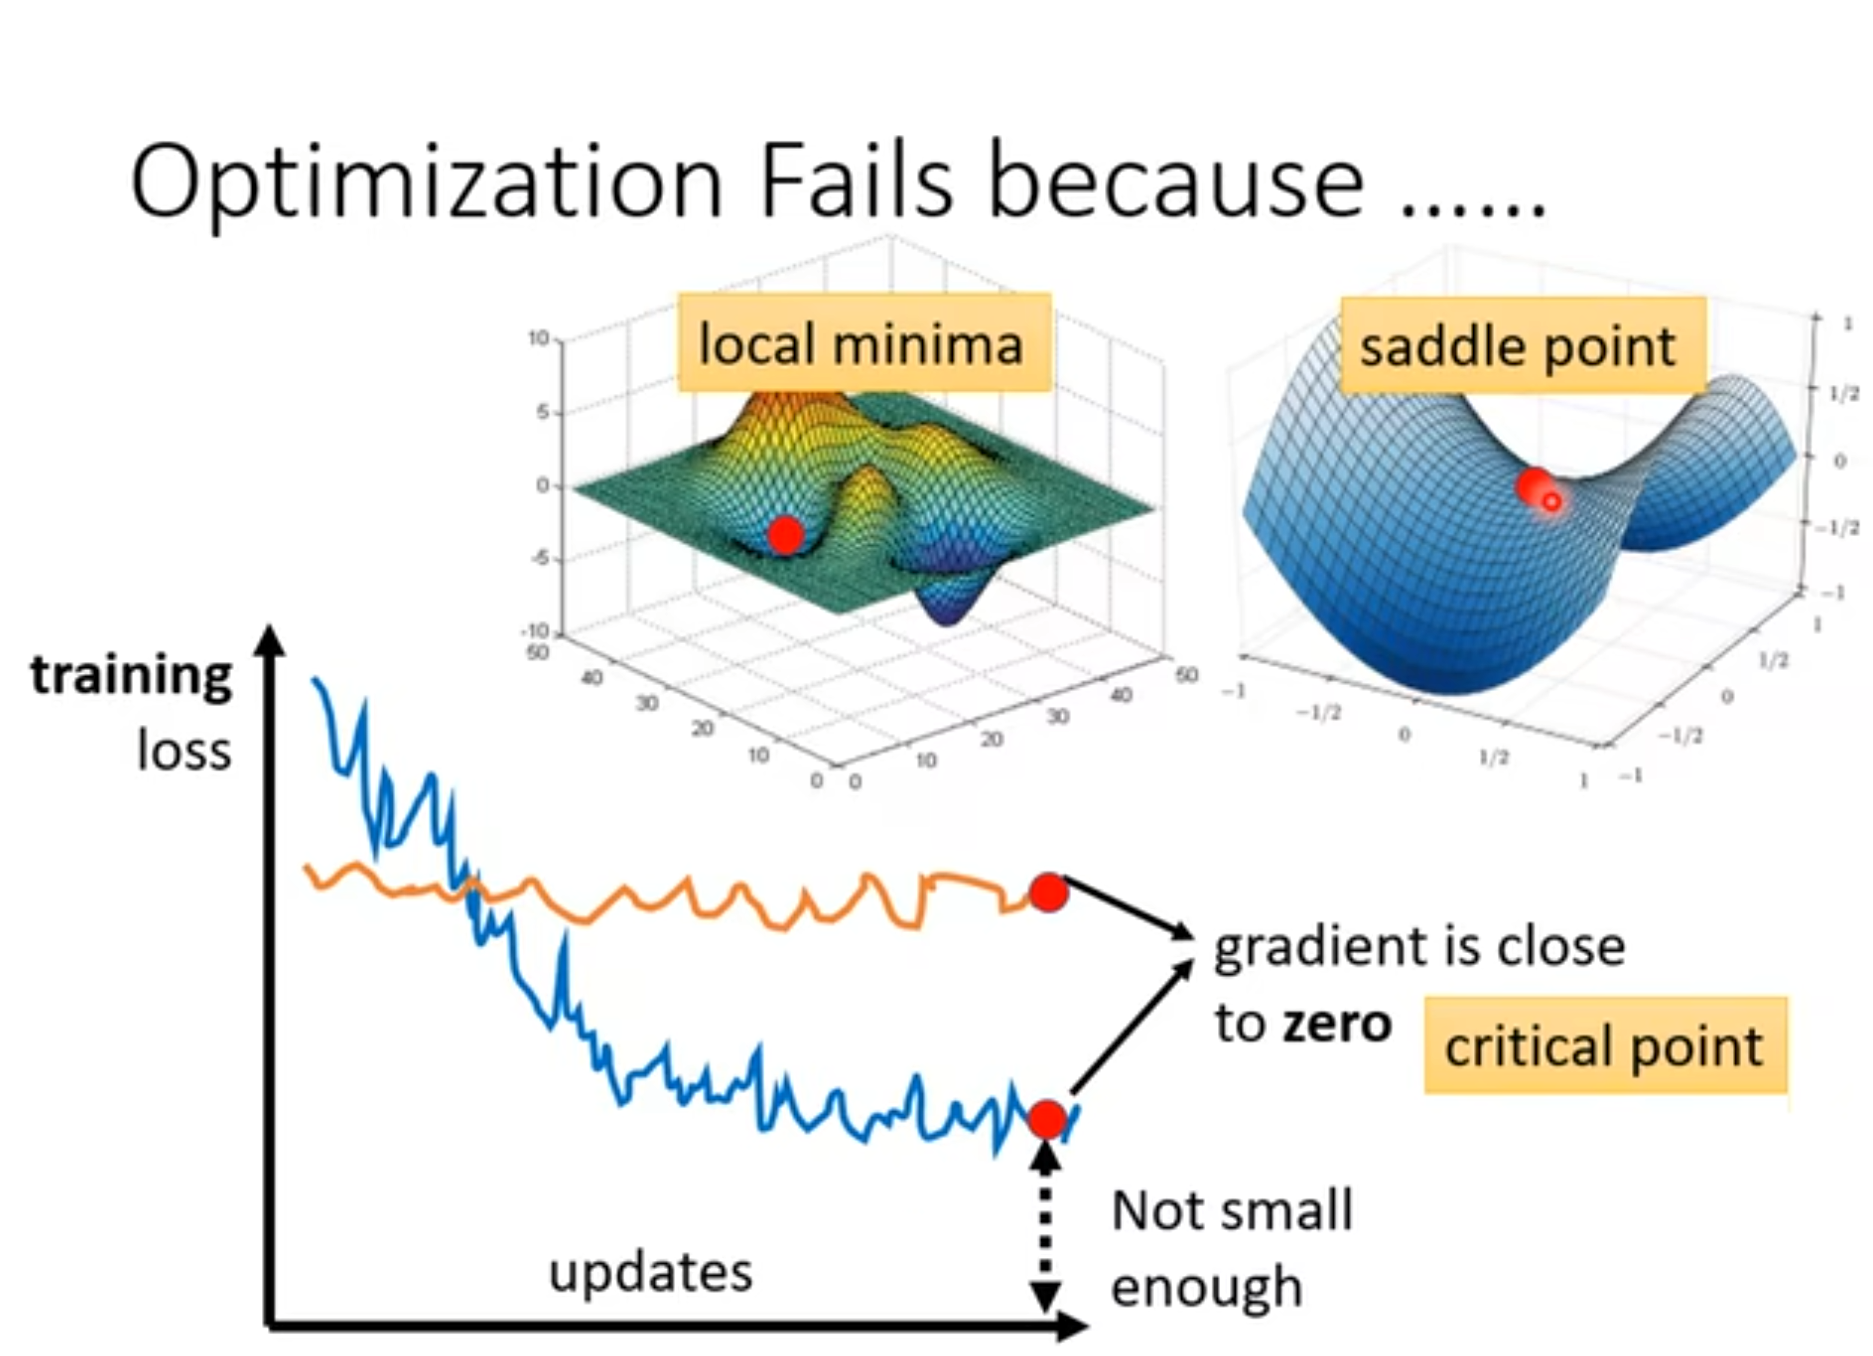 Optimization Fails because ......
local minima
saddle point
10
5
0
-5
-10
50
40
30
20
10
0
0
10
20
30
40
50
1
1/2
0
−1/2
−1
−1
−1/2
0
1/2
1
1
1/2
0
−1/2
−1
training
loss
gradient is close
to zero
critical point
Not small
enough
updates